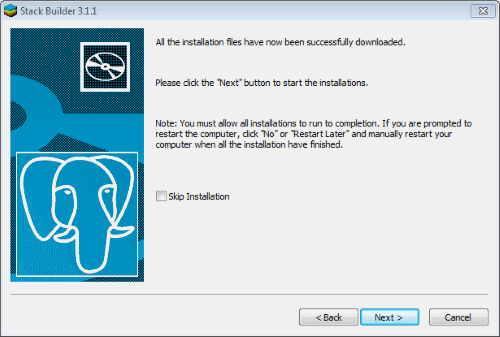 Stack Builder 3.1.1
All the installation files have now been successfully downloaded.
Please click the "Next" button to start the installations.
Note: You must allow all installations to run to completion. If you are prompted to
restart the computer, click "No" or "Restart Later" and manually restart your
computer when all the installation have finished.
Skip Installation
< Back
Next >
Cancel